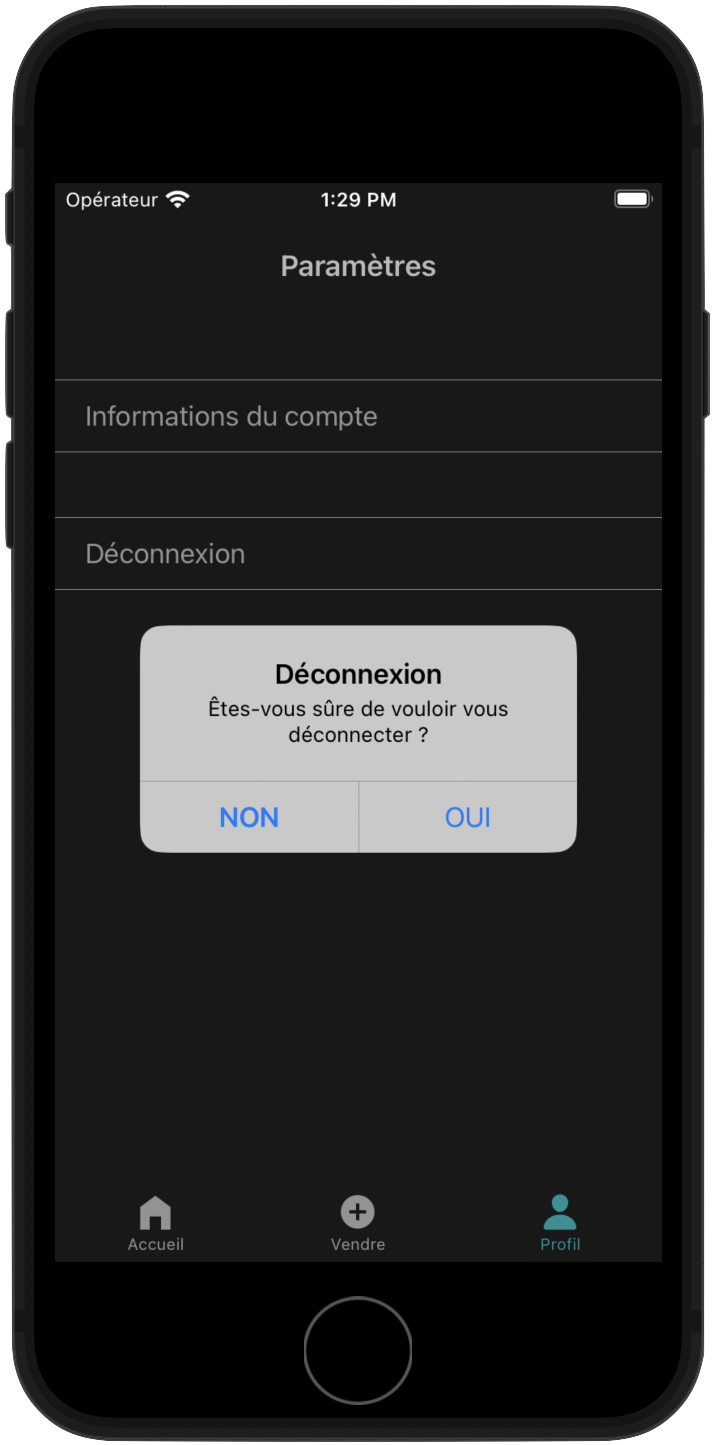 Opérateur 1:29 PM
Paramètres
Informations du compte
Déconnexion
Déconnexion
Êtes-vous sûre de vouloir vous
déconnecter ?
NON OUI
Accueil Vendre Profil